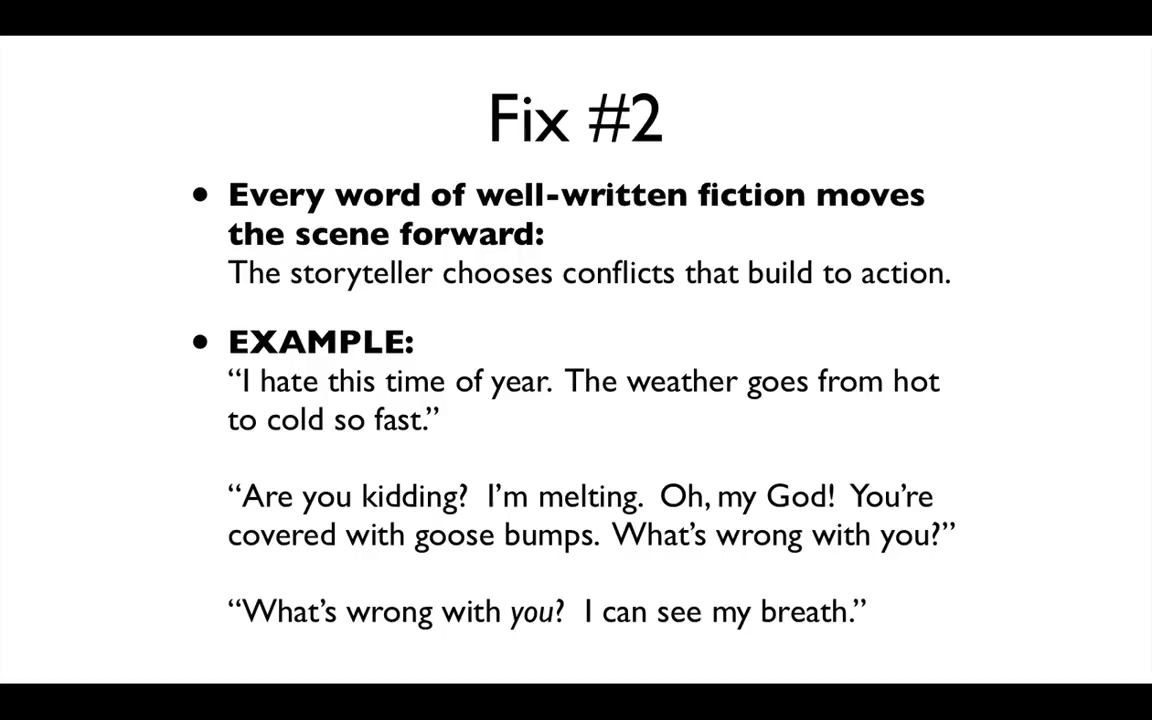 Fix #2
• Every word of well-written fiction moves
the scene forward:
The storyteller chooses conflicts that build to action.
• EXAMPLE:
“I hate this time of year.  The weather goes from hot
to cold so fast.”
“Are you kidding?  I’m melting.  Oh, my God!  You’re
covered with goose bumps.  What’s wrong with you?”
“What’s wrong with you?  I can see my breath.”